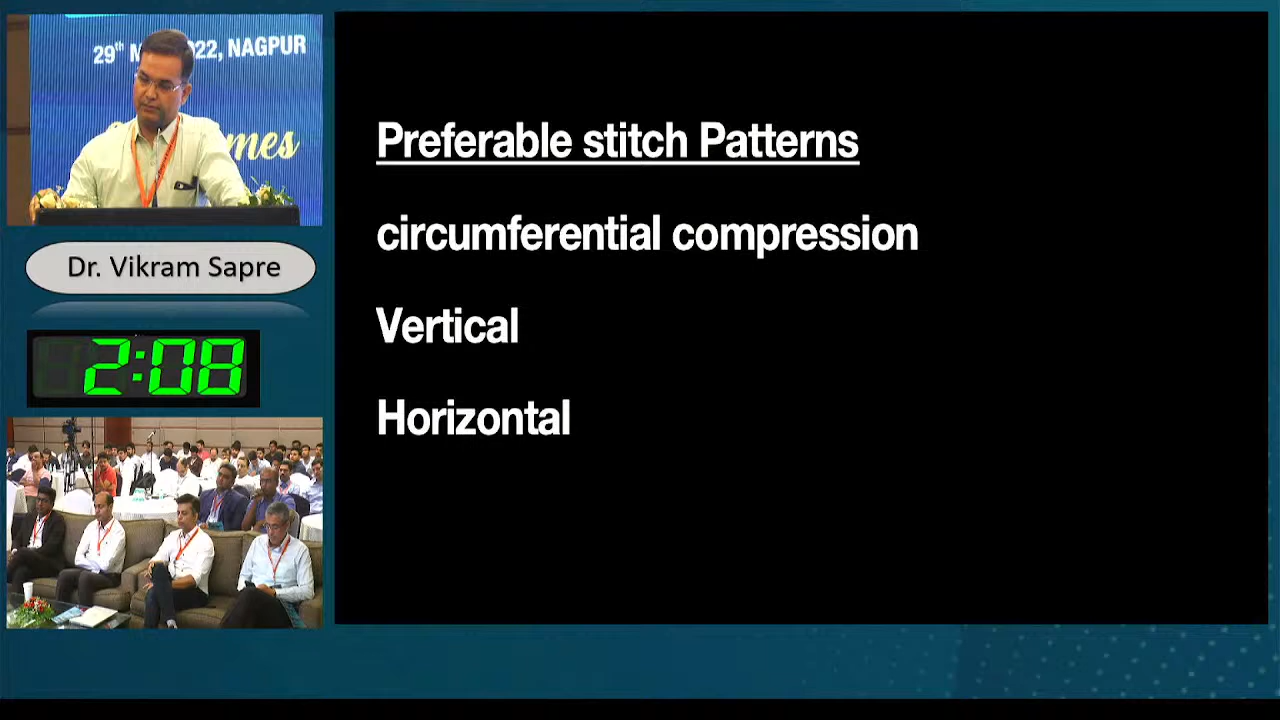 29th M 22, NAGPUR
mes
Dr. Vikram Sapre
2:08
Preferable stitch Patterns
circumferential compression
Vertical
Horizontal